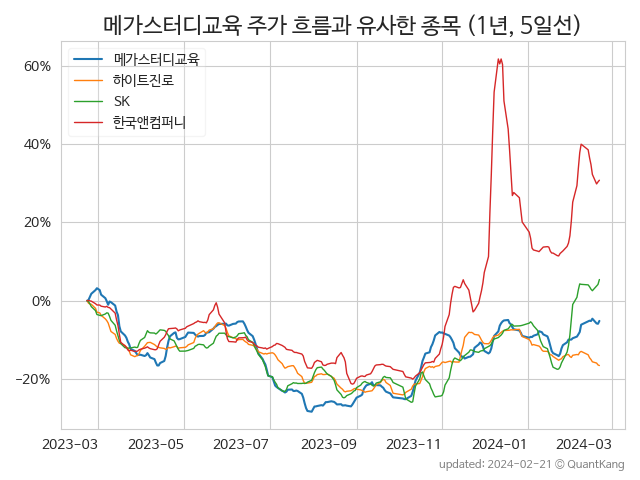 메가스터디교육 주가 흐름과 유사한 종목 (1년, 5일선)
메가스터디교육
하이트진로
SK
한국앤컴퍼니
60%
40%
20%
0%
−20%
2023-03 2023-05 2023-07 2023-09 2023-11 2024-01 2024-03
updated: 2024-02-21 © QuantKang